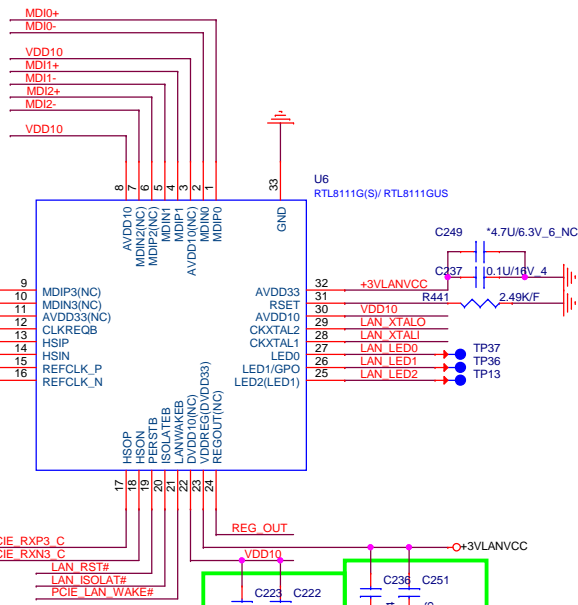 MDI0+
MDI0-
VDD10
MDI1+
MDI1-
MDI2+
MDI2-
VDD10
8
7
6
5
4
3
2
1
33
U6
RTL8111G(S)/ RTL8111GUS
AVDD10
MDIN2(NC)
MDIP2(NC)
MDIN1
MDIP1
AVDD10(NC)
MDIN0
MDIP0
GND
C249 *4.7U/6.3V_6_NC
C237 0.1U/16V_4
9 MDIP3(NC)
10 MDIN3(NC)
11 AVDD33(NC)
12 CLKREQB
13 HSIP
14 HSIN
15 REFCLK_P
16 REFCLK_N
AVDD33 32 +3VLANVCC
RSET 31 R441 2.49K/F
AVDD10 30 VDD10
CKXTAL2 29 LAN_XTALO
CKXTAL1 28 LAN_XTALI
LED0 27 LAN_LED0 TP37
LED1/GPO 26 LAN_LED1 TP36
LED2(LED1) 25 LAN_LED2 TP13
HSOP
HSON
PERSTB
ISOLATEB
LANWAKEB
DVDD10(NC)
VDDREG(DVDD33)
REGOUT(NC)
17
18
19
20
21
22
23
24
REG_OUT
CIE_RXP3_C
CIE_RXN3_C
LAN_RST#
LAN_ISOLAT#
PCIE_LAN_WAKE#
VDD10
+3VLANVCC
C223 C222
C236 C251